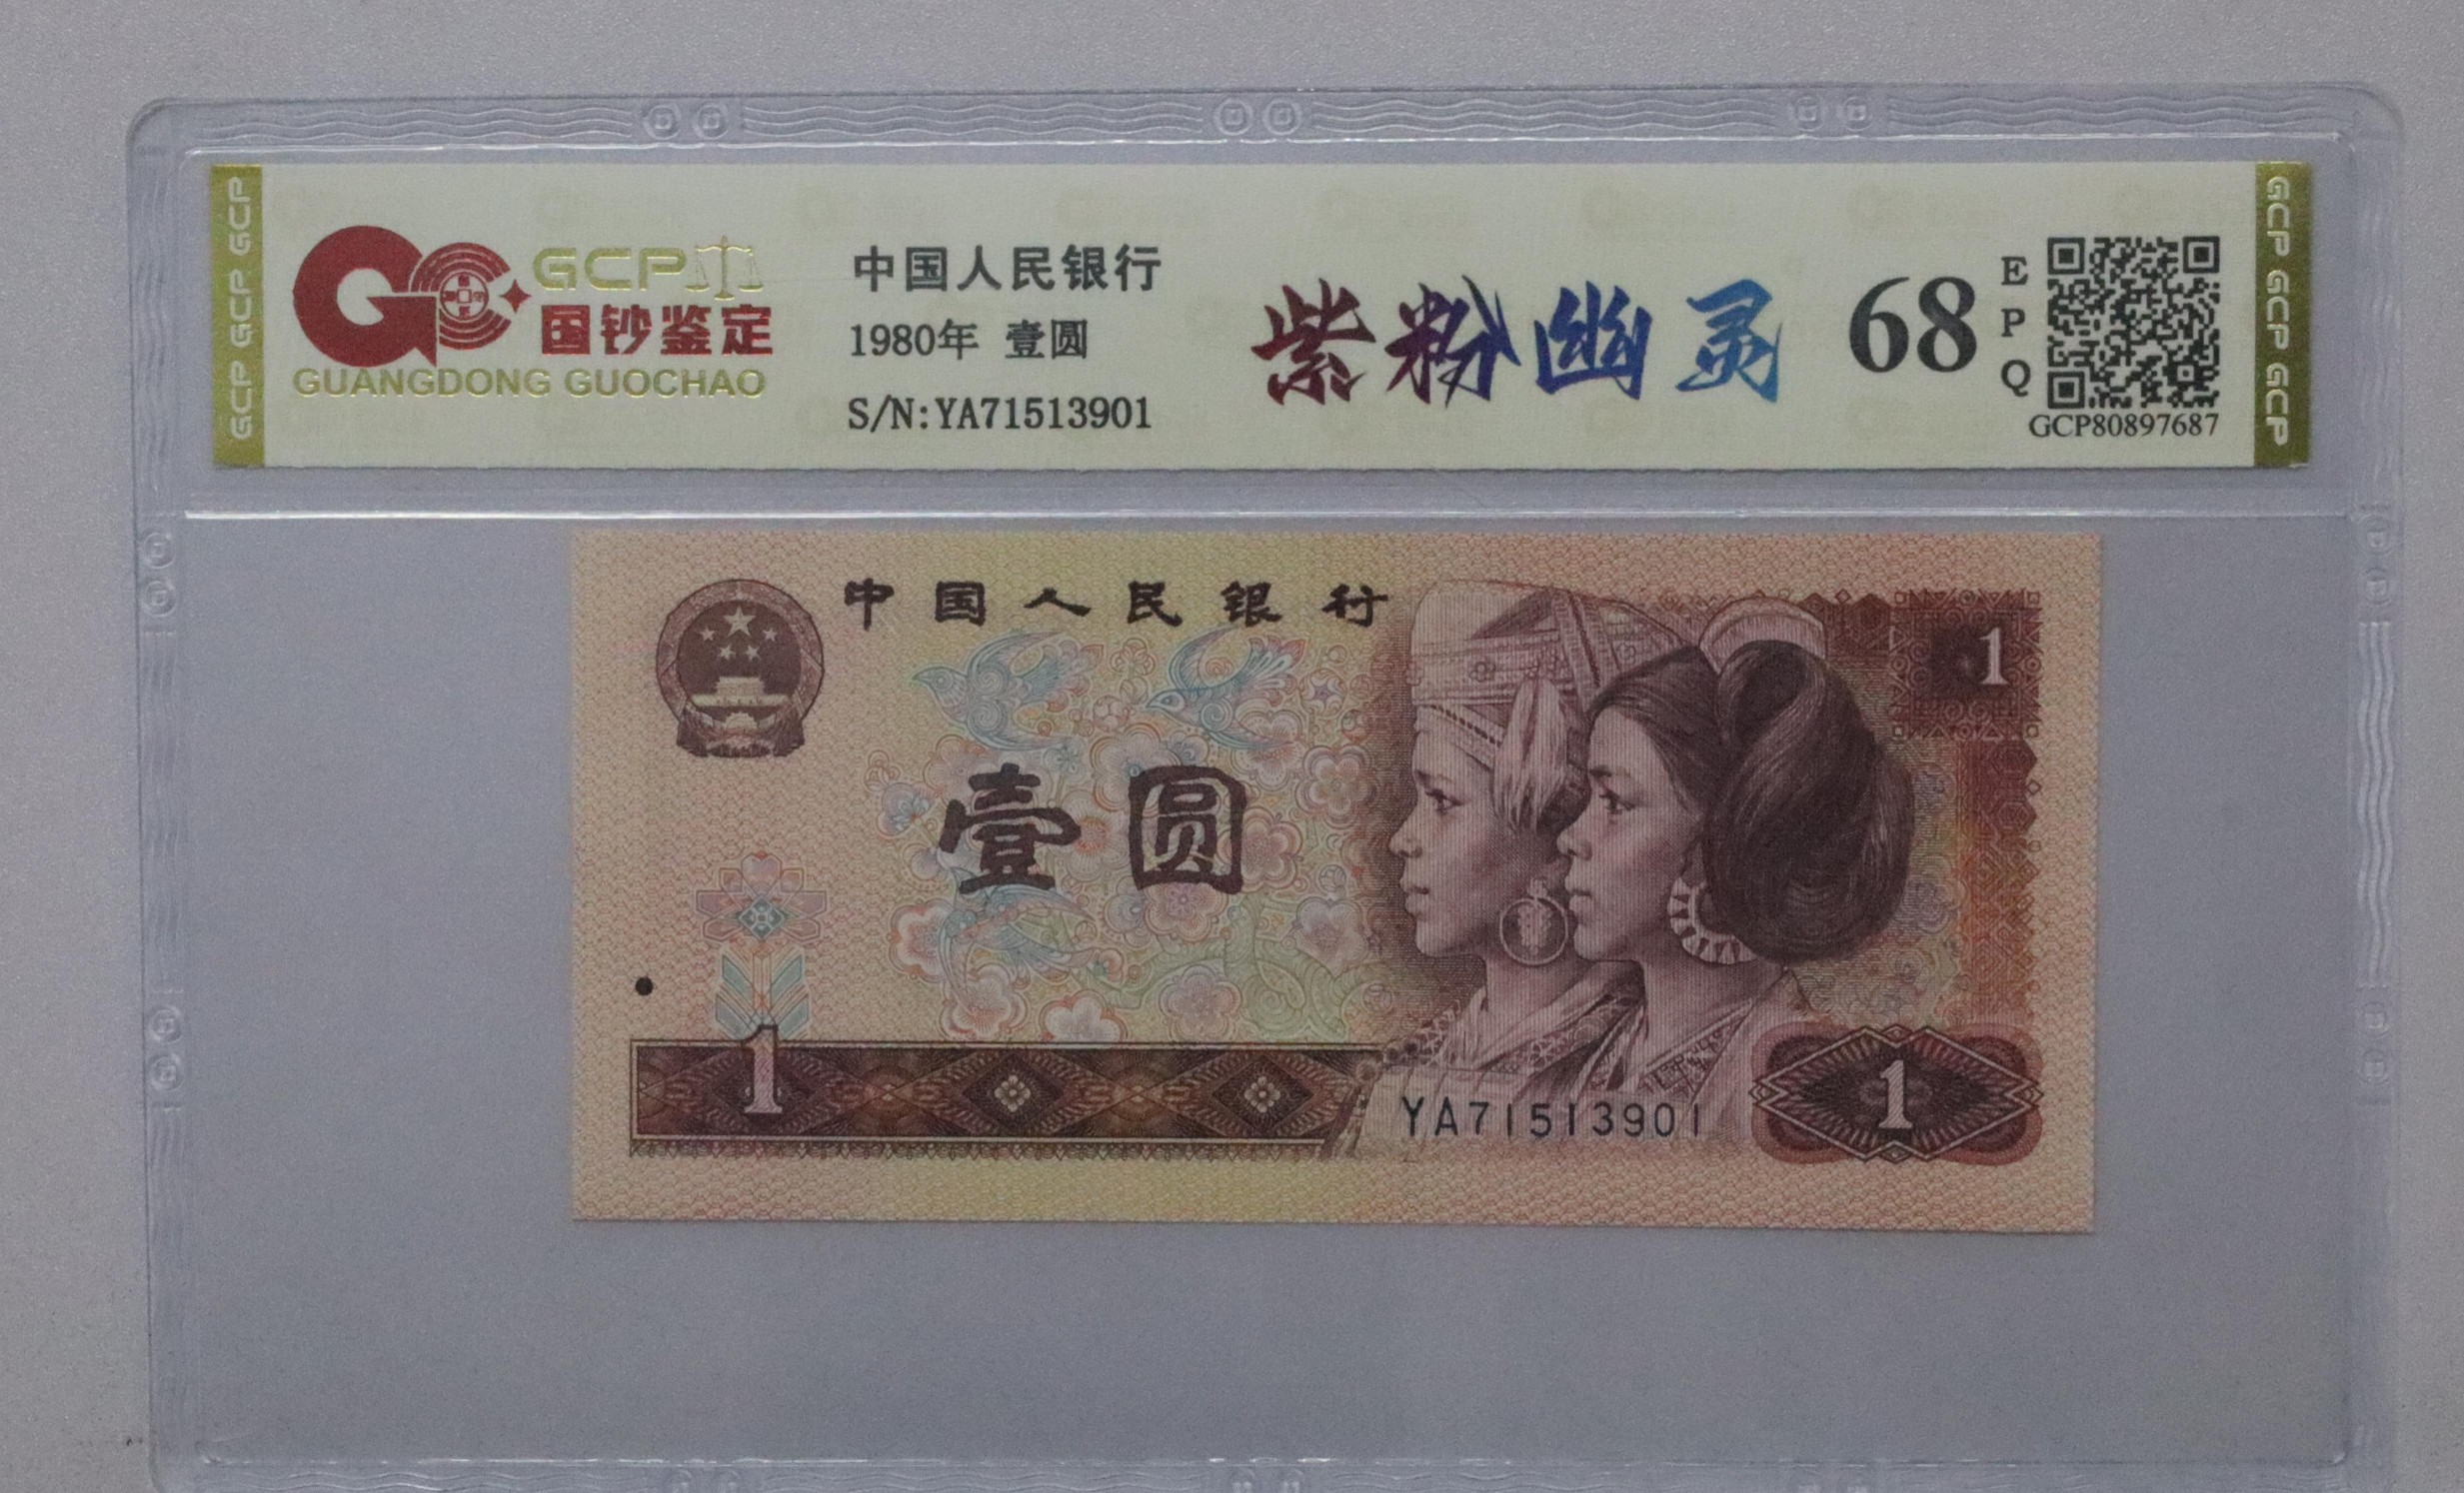 GCP GCP GCP
GCP
国钞鉴定
GUANGDONG GUOCHAO
中国人民银行
1980年 壹圆
S/N:YA71513901
紫粉幽灵
68
E
P
Q
GCP80897687
GCP GCP GCP
中国人民银行
1
壹圆
1
YA71513901
1